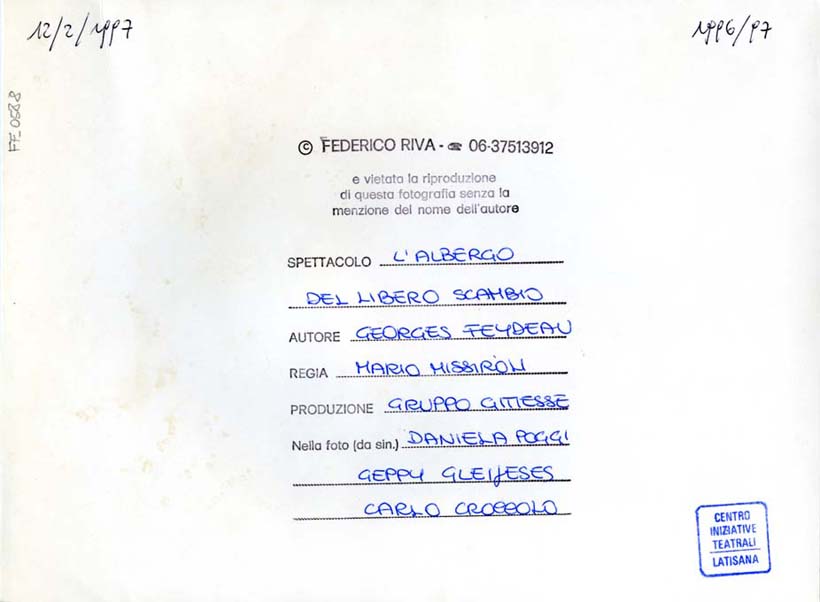 12/2/1997
1996/97
FF_0588
© FEDERICO RIVA - ☎ 06-37513912
e vietata la riproduzione
di questa fotografia senza la
menzione del nome dell'autore
SPETTACOLO L'ALBERGO
DEL LIBERO SCAMBIO
AUTORE GEORGES FEYDEAU
REGIA MARIO MISSIROLI
PRODUZIONE GRUPPO GITIESSE
Nella foto (da sin.) DANIELA POGGI
GEPPY GLEIJESES
CARLO CROCCOLO
CENTRO
INIZIATIVE
TEATRALI
LATISANA